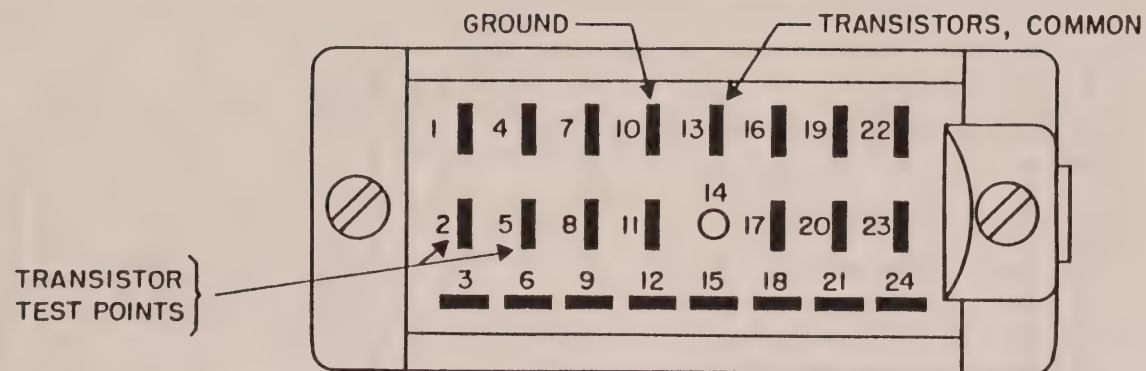 GROUND
TRANSISTORS, COMMON
1 4 7 10 13 16 19 22
14
2 5 8 11 17 20 23
TRANSISTOR
TEST POINTS
3 6 9 12 15 18 21 24